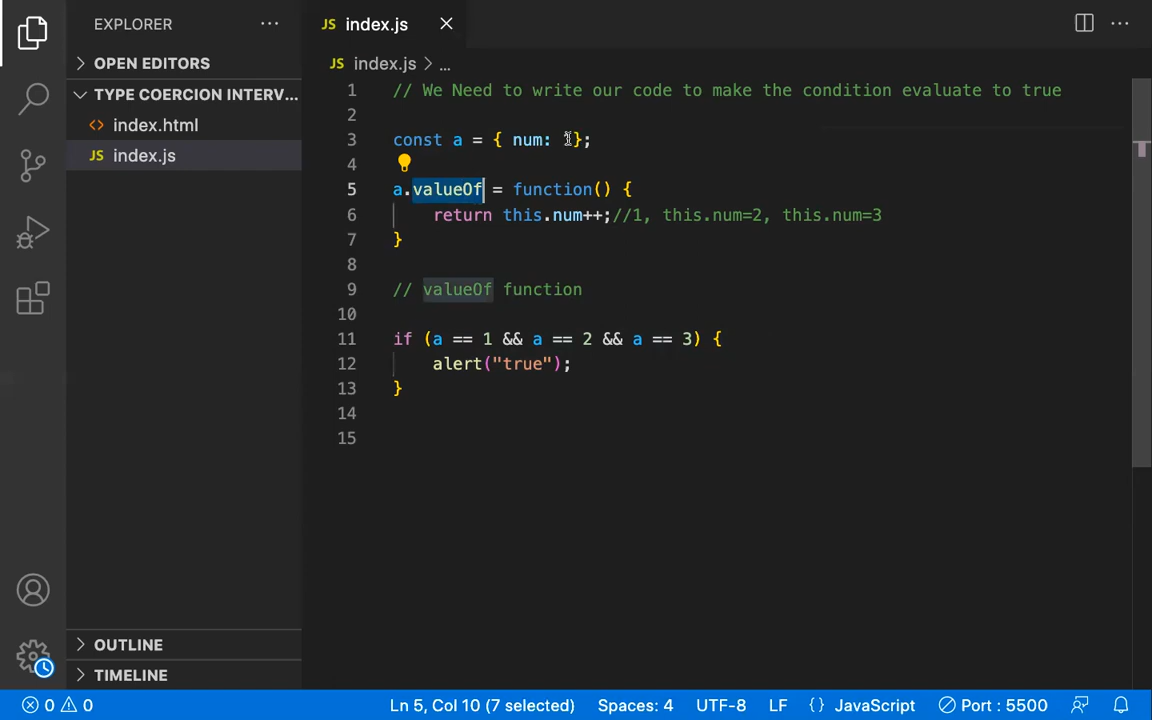 EXPLORER
OPEN EDITORS
TYPE COERCION INTERV...
index.html
JS index.js
OUTLINE
TIMELINE
JS index.js
JS index.js > ...
1 // We Need to write our code to make the condition evaluate to true
2
3 const a = { num: };
4
5 a.valueOf = function() {
6 return this.num++;//1, this.num=2, this.num=3
7 }
8
9 // valueOf function
10
11 if (a == 1 && a == 2 && a == 3) {
12 alert("true");
13 }
14
15
0 0 Ln 5, Col 10 (7 selected) Spaces: 4 UTF-8 LF {} JavaScript Port : 5500